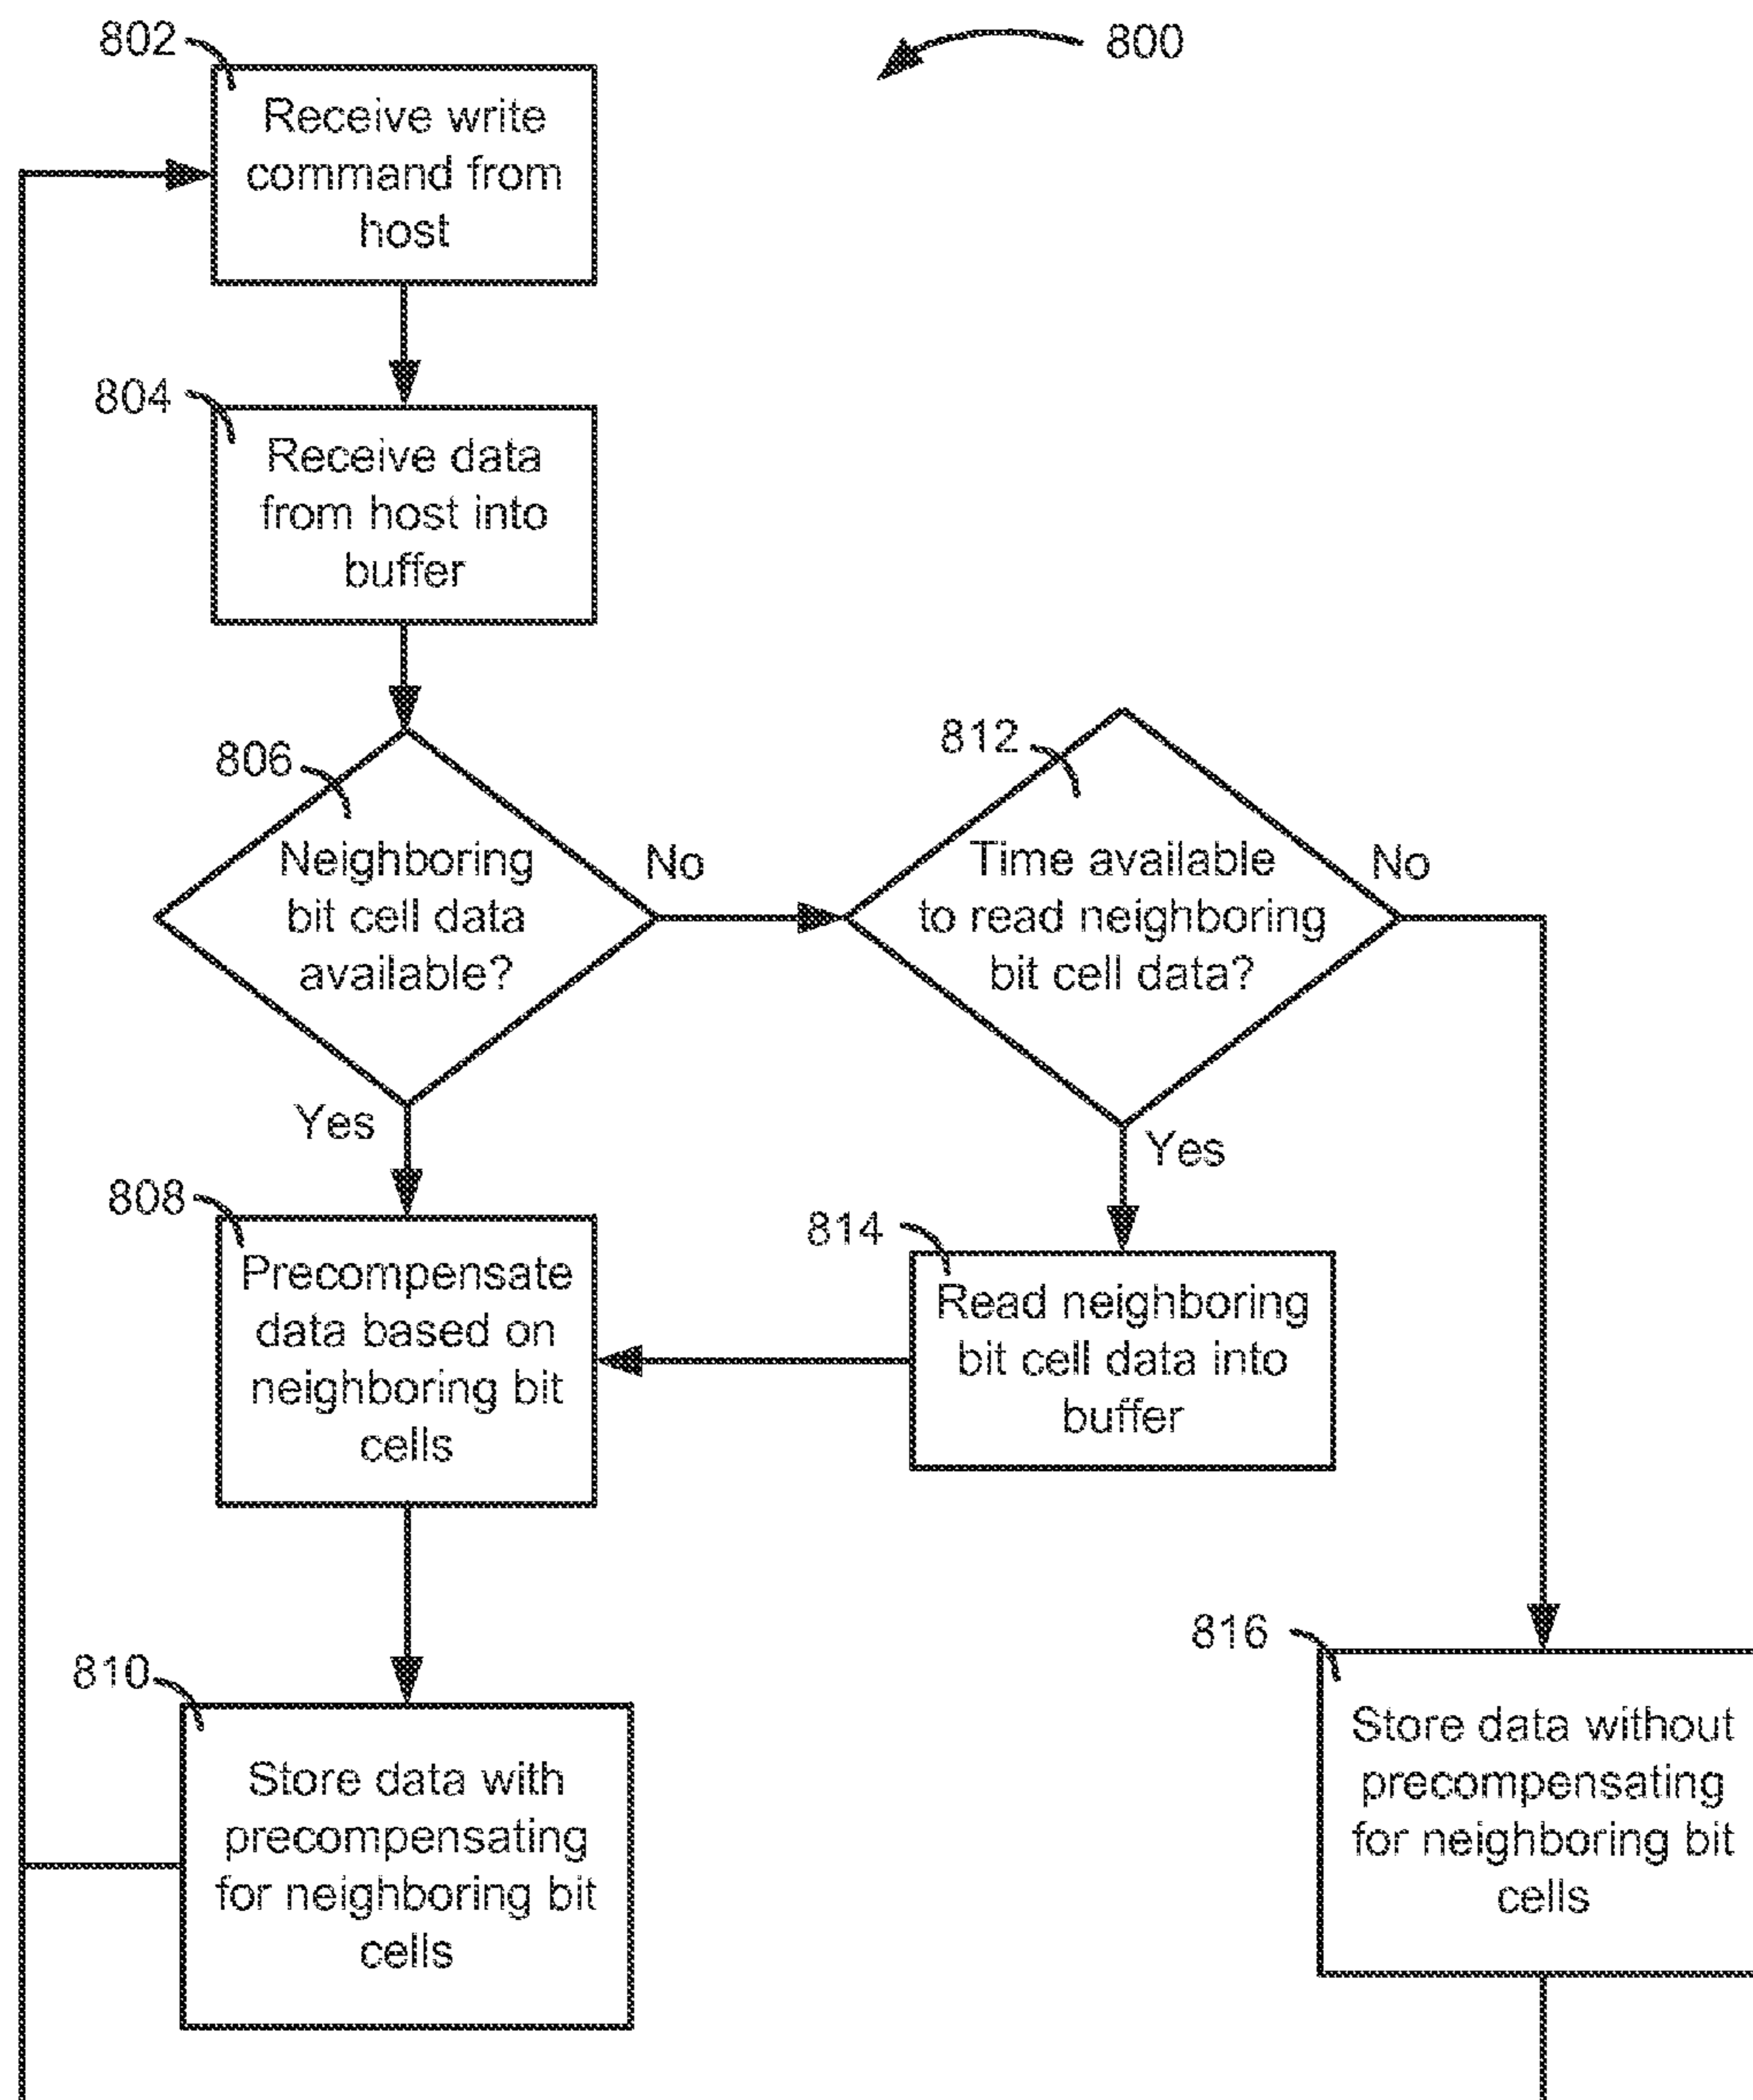 800
802
Receive write
command from
host
804
Receive data
from host into
buffer
806
Neighboring
bit cell data
available?
No
812
Time available
to read neighboring
bit cell data?
No
Yes
Yes
808
Precompensate
data based on
neighboring bit
cells
814
Read neighboring
bit cell data into
buffer
810
Store data with
precompensating
for neighboring bit
cells
816
Store data without
precompensating
for neighboring bit
cells